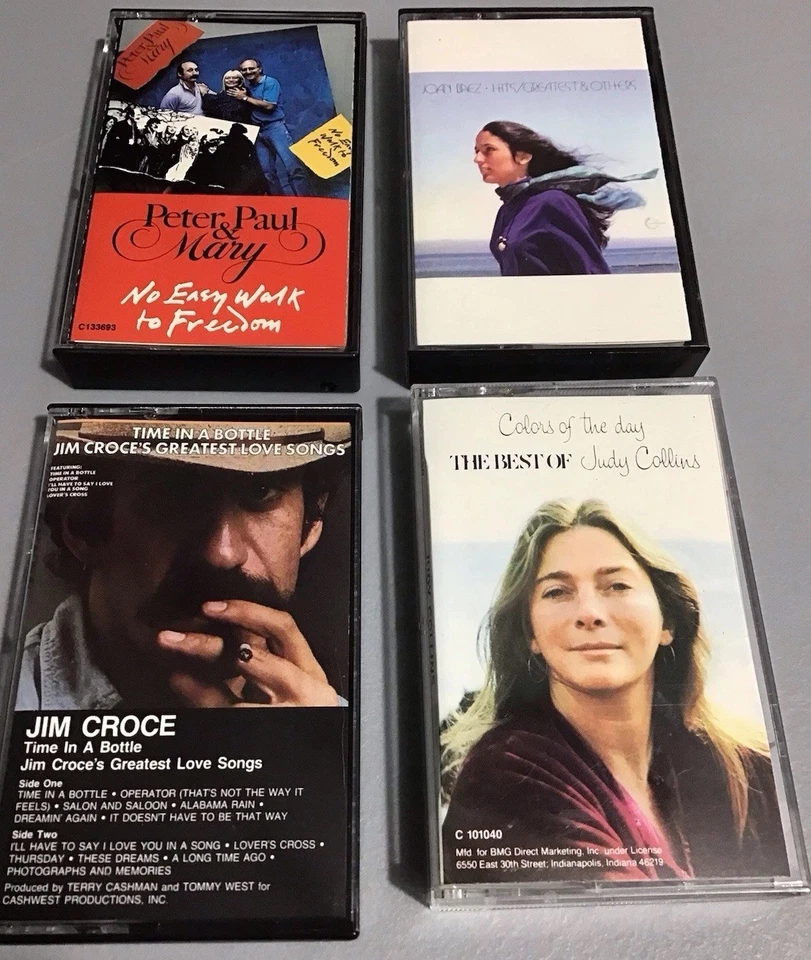 Peter, Paul
&
Mary
No Easy
Walk to
Freedom
Peter, Paul
&
Mary
No Easy Walk
to Freedom
C133693
JOAN BAEZ • HITS/GREATEST & OTHERS
TIME IN A BOTTLE
JIM CROCE'S GREATEST LOVE SONGS
FEATURING:
TIME IN A BOTTLE
OPERATOR
I'LL HAVE TO SAY I LOVE
YOU IN A SONG
LOVER'S CROSS
JIM CROCE
Time In A Bottle
Jim Croce's Greatest Love Songs
Side One
TIME IN A BOTTLE • OPERATOR (THAT'S NOT THE WAY IT
FEELS) • SALON AND SALOON • ALABAMA RAIN •
DREAMIN' AGAIN • IT DOESN'T HAVE TO BE THAT WAY
Side Two
I'LL HAVE TO SAY I LOVE YOU IN A SONG • LOVER'S CROSS •
THURSDAY • THESE DREAMS • A LONG TIME AGO •
PHOTOGRAPHS AND MEMORIES
Produced by TERRY CASHMAN and TOMMY WEST for
CASHWEST PRODUCTIONS, INC.
Colors of the day
THE BEST OF Judy Collins
C 101040
Mfd for BMG Direct Marketing, Inc. under License
6550 East 30th Street, Indianapolis, Indiana 46219